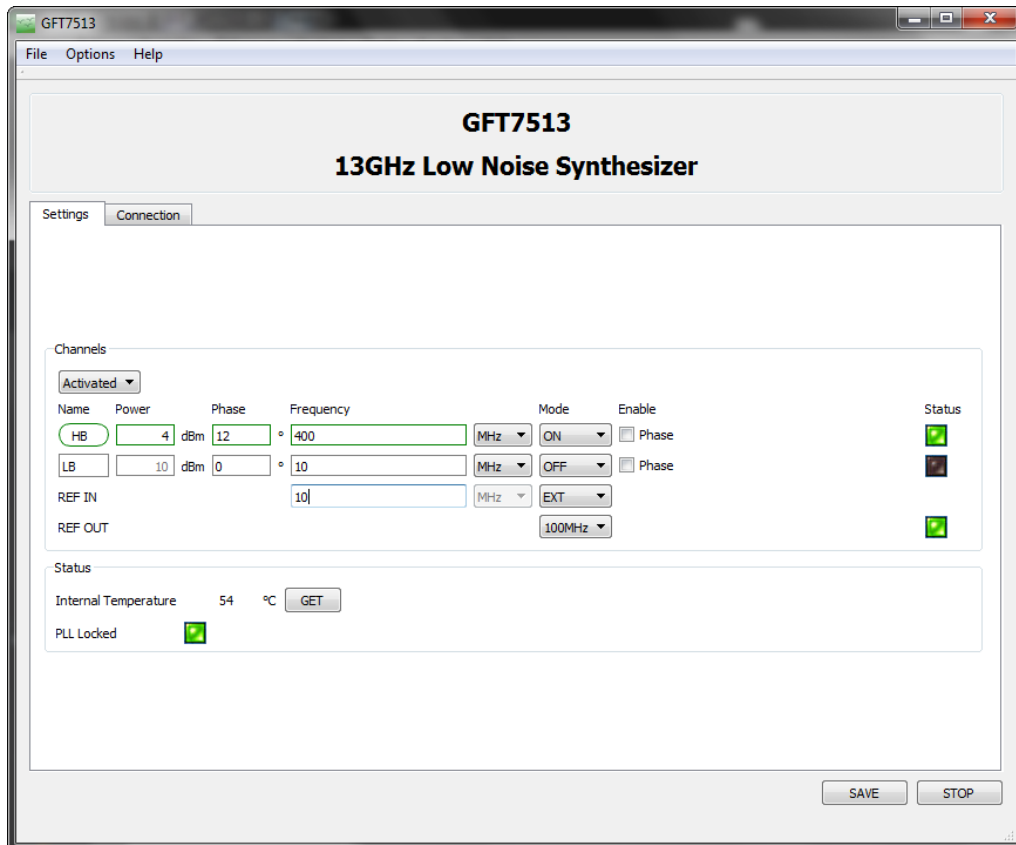 GFT7513
File Options Help
GFT7513
13GHz Low Noise Synthesizer
Settings Connection
Channels
Activated
Name Power Phase Frequency Mode Enable Status
HB 4 dBm 12 ° 400 MHz ON Phase
LB 10 dBm 0 ° 10 MHz OFF Phase
REF IN 10 MHz EXT
REF OUT 100MHz
Status
Internal Temperature 54 ºC GET
PLL Locked
SAVE STOP